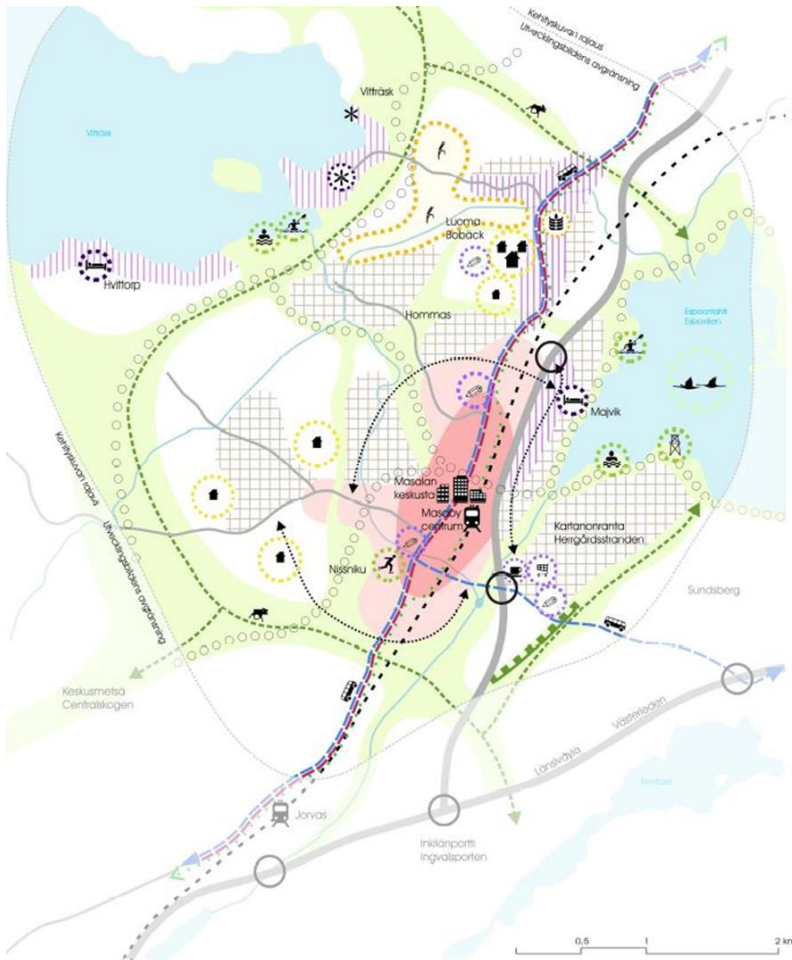 Kehityskuvan rajaus
Utvecklingsbildens avgränsning
Vitträsk
Vitträsk
Luoma
Boback
Hvittorp
Hommas
Espoonlahti
Esboviken
Majvik
Kehityskuvan rajaus
Utvecklingsbildens avgränsning
Masalan
keskusta
Masaby
centrum
Kartanonranta
Herrgårdsstranden
Nissniku
Sundsberg
Keskusmetsä
Centralskogen
Västerleden
Länsiväylä
Jorvas
Inkilänportti
Ingvalsporten
0.5
1
2 km